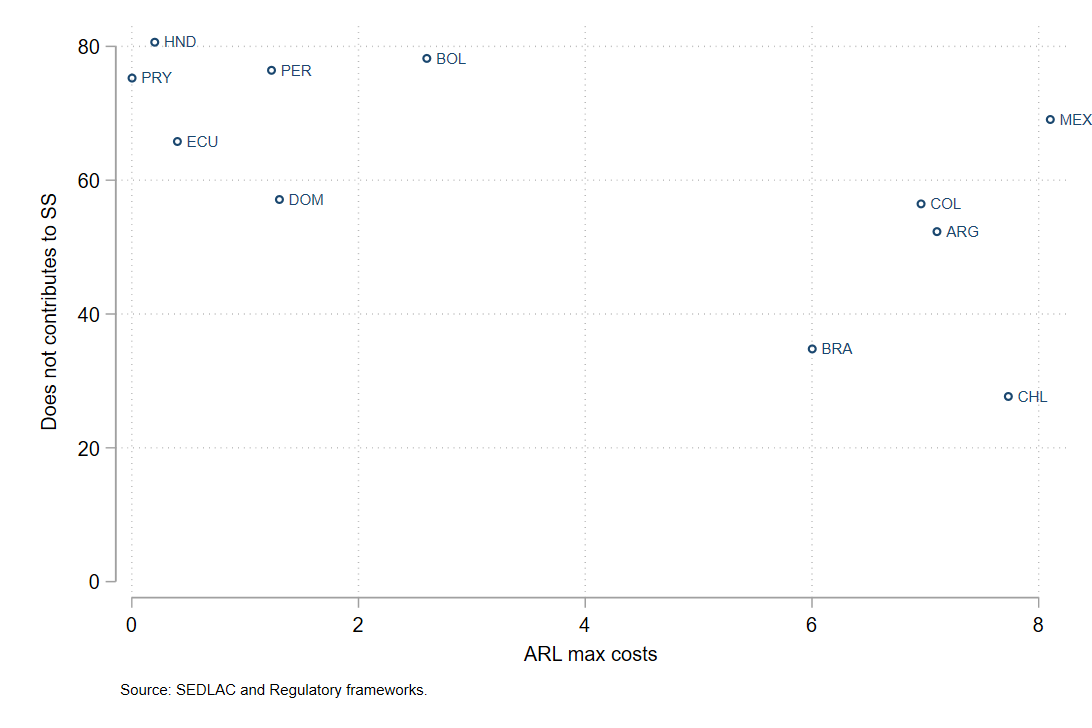 80
HND
BOL
PER
PRY
MEX
ECU
60
DOM
COL
ARG
Does not contributes to SS
40
BRA
CHL
20
0
0 2 4 6 8
ARL max costs
Source: SEDLAC and Regulatory frameworks.